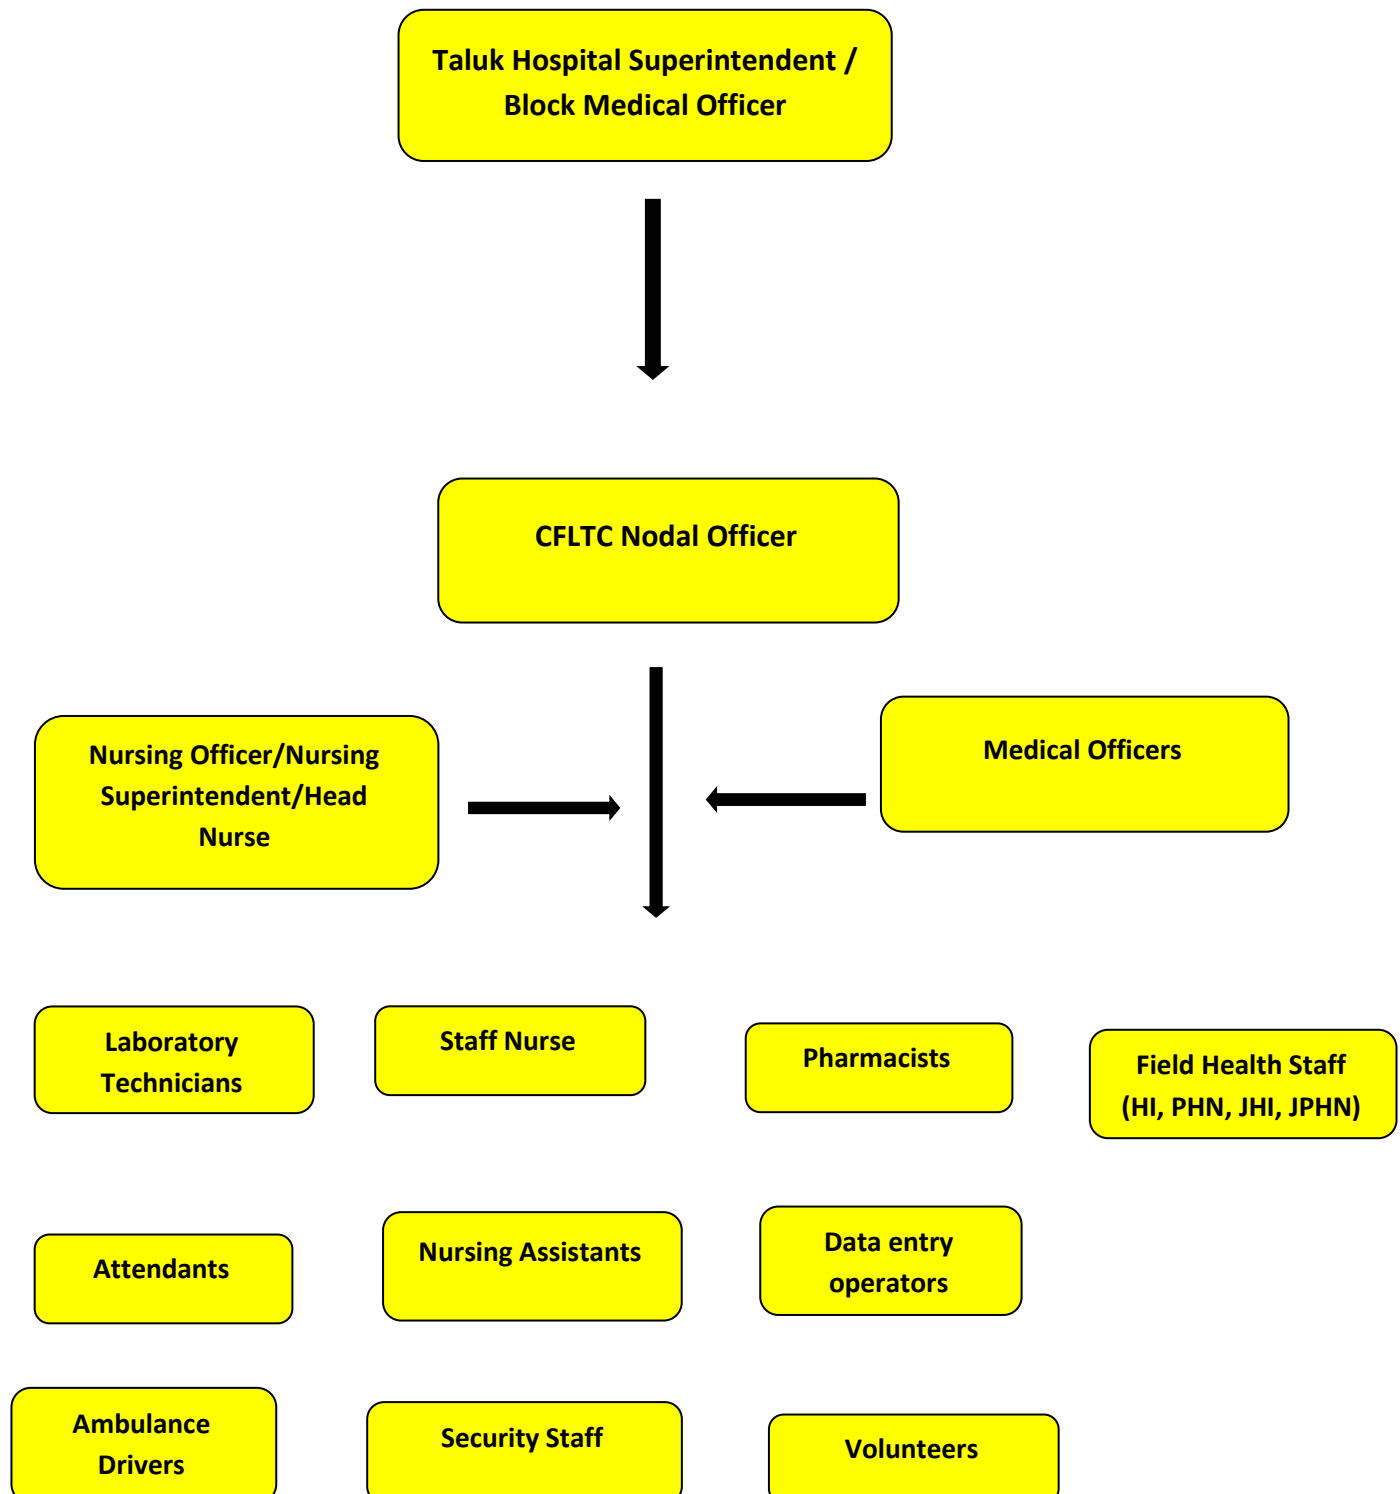 Taluk Hospital Superintendent /
Block Medical Officer
CFLTC Nodal Officer
Nursing Officer/Nursing
Superintendent/Head
Nurse
Medical Officers
Laboratory
Technicians
Staff Nurse
Pharmacists
Field Health Staff
(HI, PHN, JHI, JPHN)
Attendants
Nursing Assistants
Data entry
operators
Ambulance
Drivers
Security Staff
Volunteers